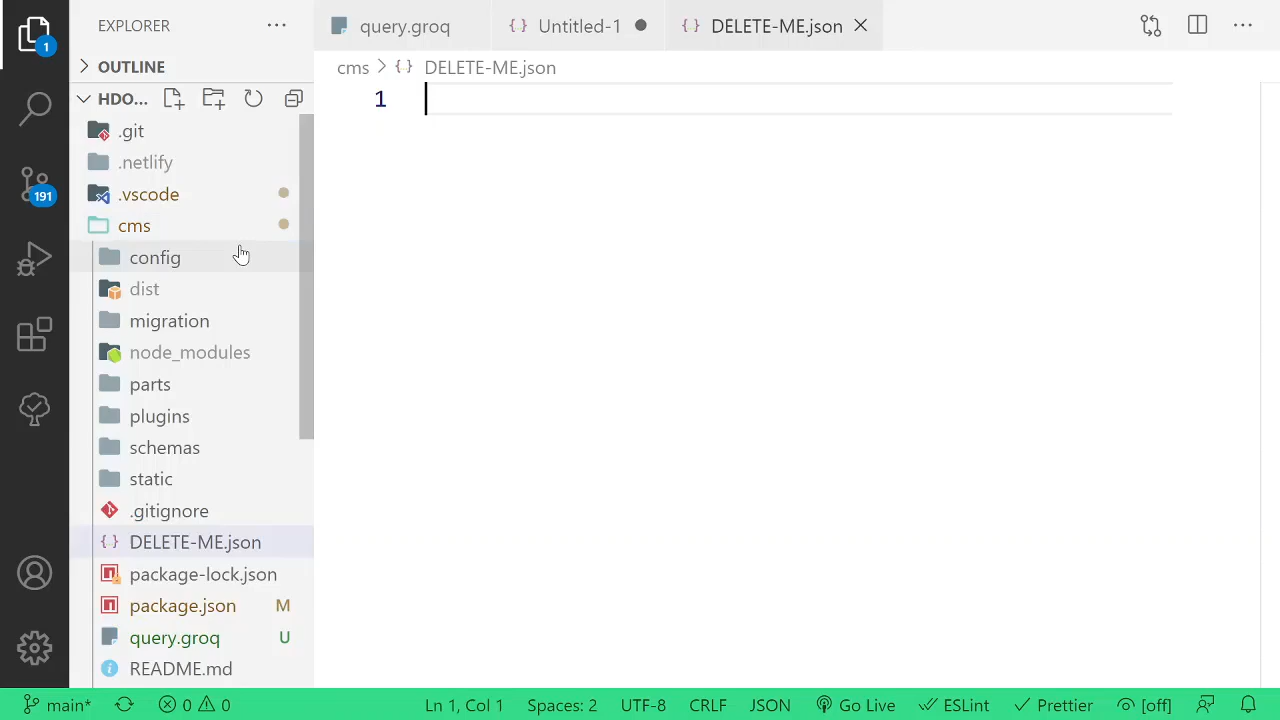 EXPLORER
query.groq
Untitled-1
DELETE-ME.json
1
OUTLINE
cms
DELETE-ME.json
HDO...
1
.git
.netlify
191
.vscode
cms
config
dist
migration
node_modules
parts
plugins
schemas
static
.gitignore
DELETE-ME.json
package-lock.json
package.json M
query.groq U
README.md
main* 0 0 Ln 1, Col 1 Spaces: 2 UTF-8 CRLF JSON Go Live ESLint Prettier [off]